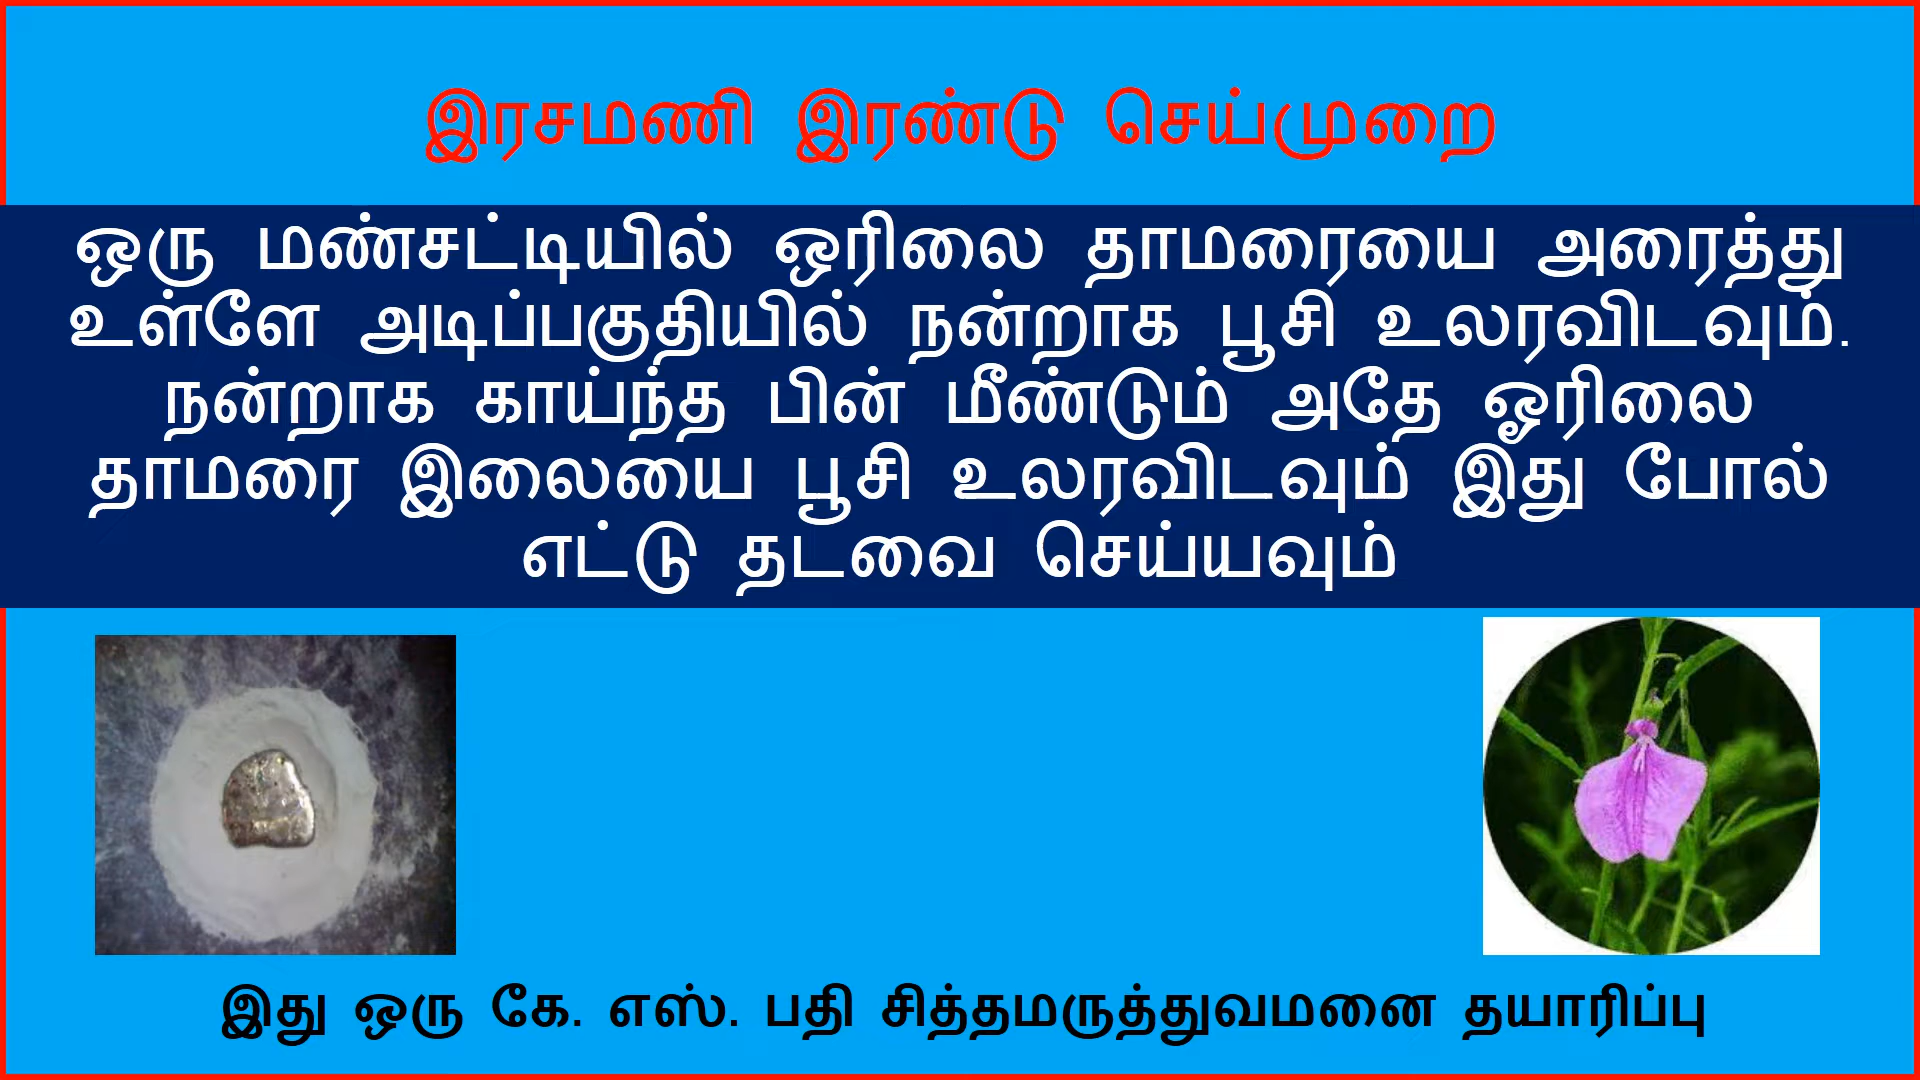 இரசமணி இரண்டு செய்முறை
ஒரு மண்சட்டியில் ஒரிலை தாமரையை அரைத்து
உள்ளே அடிப்பகுதியில் நன்றாக பூசி உலரவிடவும்.
நன்றாக காய்ந்த பின் மீண்டும் அதே ஓரிலை
தாமரை இலையை பூசி உலரவிடவும் இது போல்
எட்டு தடவை செய்யவும்
இது ஒரு கே. எஸ். பதி சித்தமருத்துவமனை தயாரிப்பு